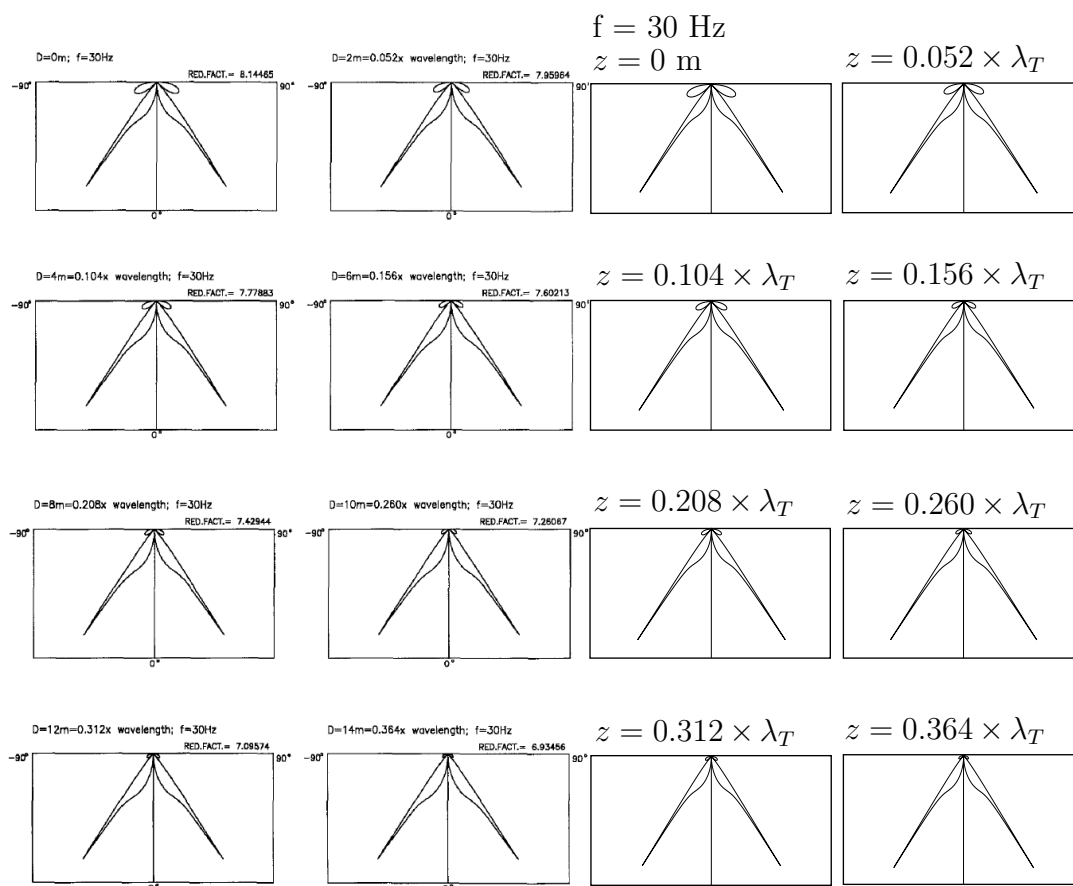 f = 30 Hz
D=0m; f=30Hz
D=2m=0.052x wavelength; f=30Hz
z = 0 m
z = 0.052 × λ_T
RED.FACT.= 8.14465
RED.FACT.= 7.95964
-90°
90°
-90°
90°
0°
0°
D=4m=0.104x wavelength; f=30Hz
D=6m=0.156x wavelength; f=30Hz
z = 0.104 × λ_T
z = 0.156 × λ_T
RED.FACT.= 7.77883
RED.FACT.= 7.60213
-90°
90°
-90°
90°
0°
0°
D=8m=0.208x wavelength; f=30Hz
D=10m=0.260x wavelength; f=30Hz
z = 0.208 × λ_T
z = 0.260 × λ_T
RED.FACT.= 7.42944
RED.FACT.= 7.26067
-90°
90°
-90°
90°
0°
0°
D=12m=0.312x wavelength; f=30Hz
D=14m=0.364x wavelength; f=30Hz
z = 0.312 × λ_T
z = 0.364 × λ_T
RED.FACT.= 7.09574
RED.FACT.= 6.93456
-90°
90°
-90°
90°
0°
0°